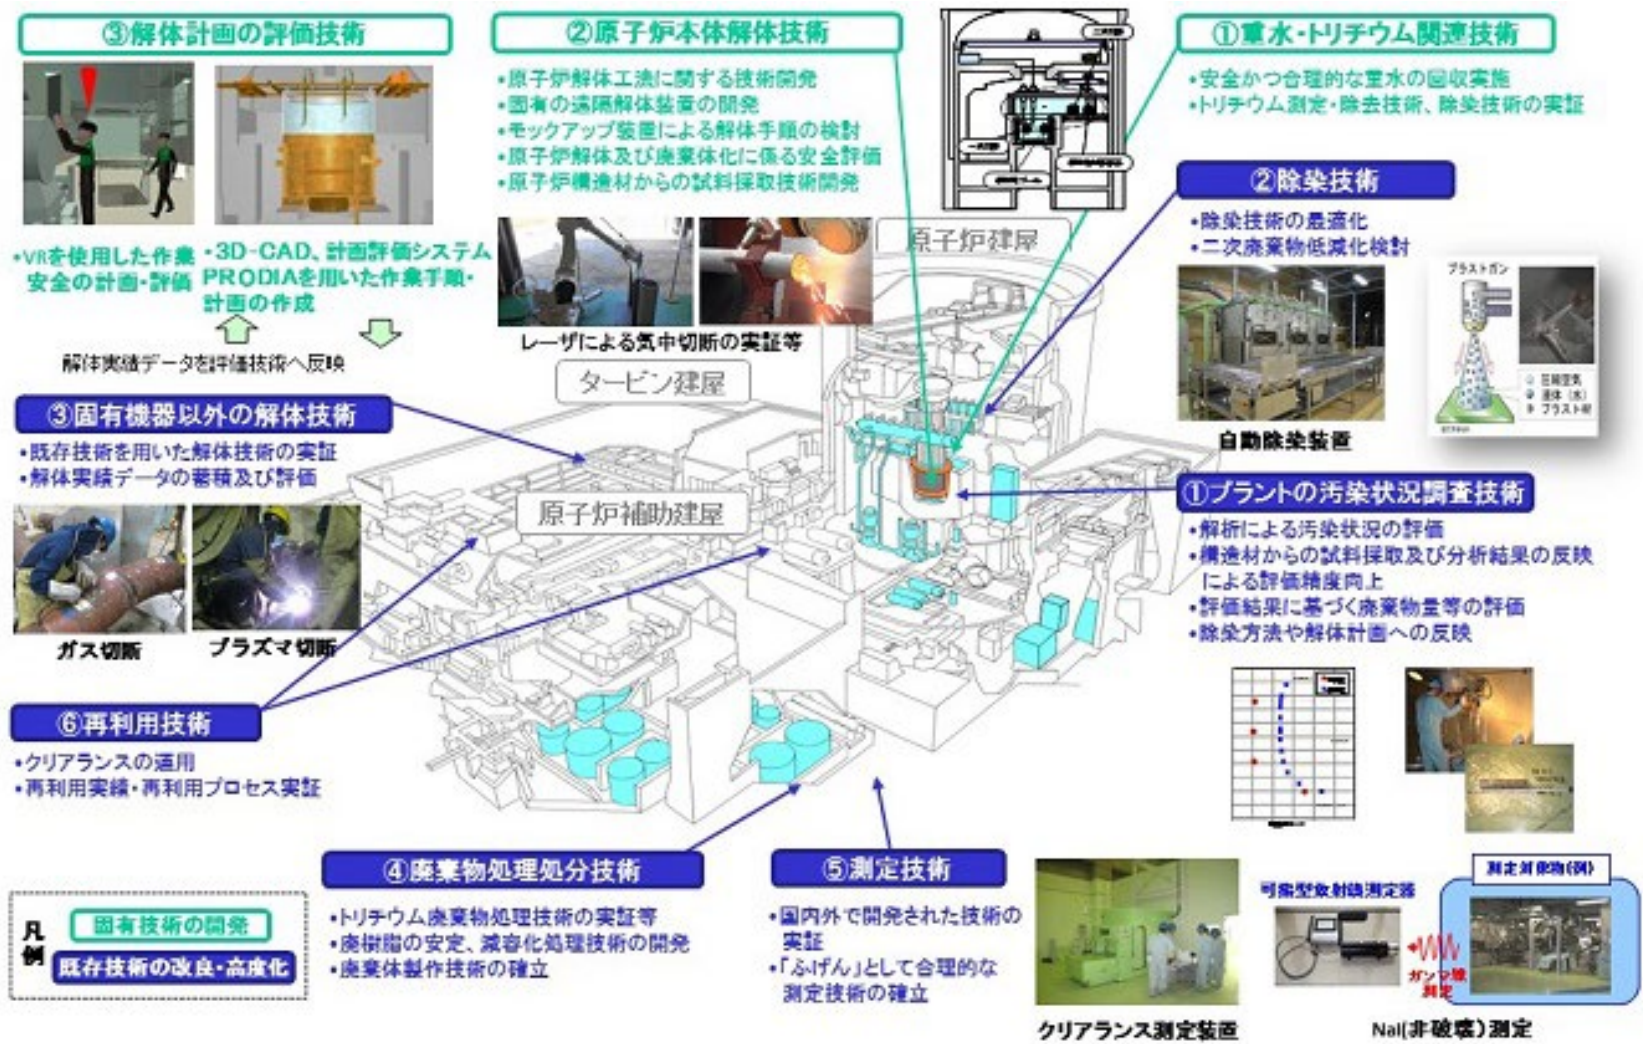 ③解体計画の評価技術
・VRを使用した作業
安全の計画・評価
・3D-CAD、計画評価システム
PRODIAを用いた作業手順・
計画の作成
解体実績データを評価技術へ反映
②原子炉本体解体技術
・原子炉解体工法に関する技術開発
・固有の遠隔解体装置の開発
・モックアップ装置による解体手順の検討
・原子炉解体及び廃棄体化に係る安全評価
・原子炉構造材からの試料採取技術開発
レーザによる気中切断の実証等
①重水・トリチウム関連技術
・安全かつ合理的な重水の回収実施
・トリチウム測定・除去技術、除染技術の実証
②除染技術
・除染技術の最適化
・二次廃棄物低減化検討
自動除染装置
ブラストガン
圧縮空気
液体（水）
ブラスト材
原子炉建屋
タービン建屋
原子炉補助建屋
③固有機器以外の解体技術
・既存技術を用いた解体技術の実証
・解体実績データの蓄積及び評価
ガス切断
プラズマ切断
①プラントの汚染状況調査技術
・解析による汚染状況の評価
・構造材からの試料採取及び分析結果の反映
による評価精度向上
・評価結果に基づく廃棄物量等の評価
・除染方法や解体計画への反映
⑥再利用技術
・クリアランスの運用
・再利用実績・再利用プロセス実証
④廃棄物処理処分技術
・トリチウム廃棄物処理技術の実証等
・廃樹脂の安定、減容化処理技術の開発
・廃棄体製作技術の確立
⑤測定技術
・国内外で開発された技術の
実証
・「ふげん」として合理的な
測定技術の確立
クリアランス測定装置
可搬型放射線測定器
測定対象物(例)
ガンマ線
測定
NaI(非破壊)測定
凡例
固有技術の開発
既存技術の改良・高度化